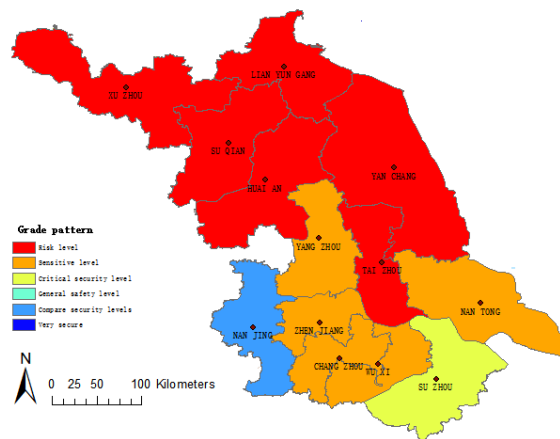 LIAN YUN GANG
XU ZHOU
SU QIAN
YAN CHANG
HUAI AN
YANG ZHOU
TAI ZHOU
NAN TONG
NAN JING
ZHEN JIANG
CHANG ZHOU
WU XI
SU ZHOU
Grade pattern
Risk level
Sensitive level
Critical security level
General safety level
Compare security levels
Very secure
N
0 25 50 100 Kilometers